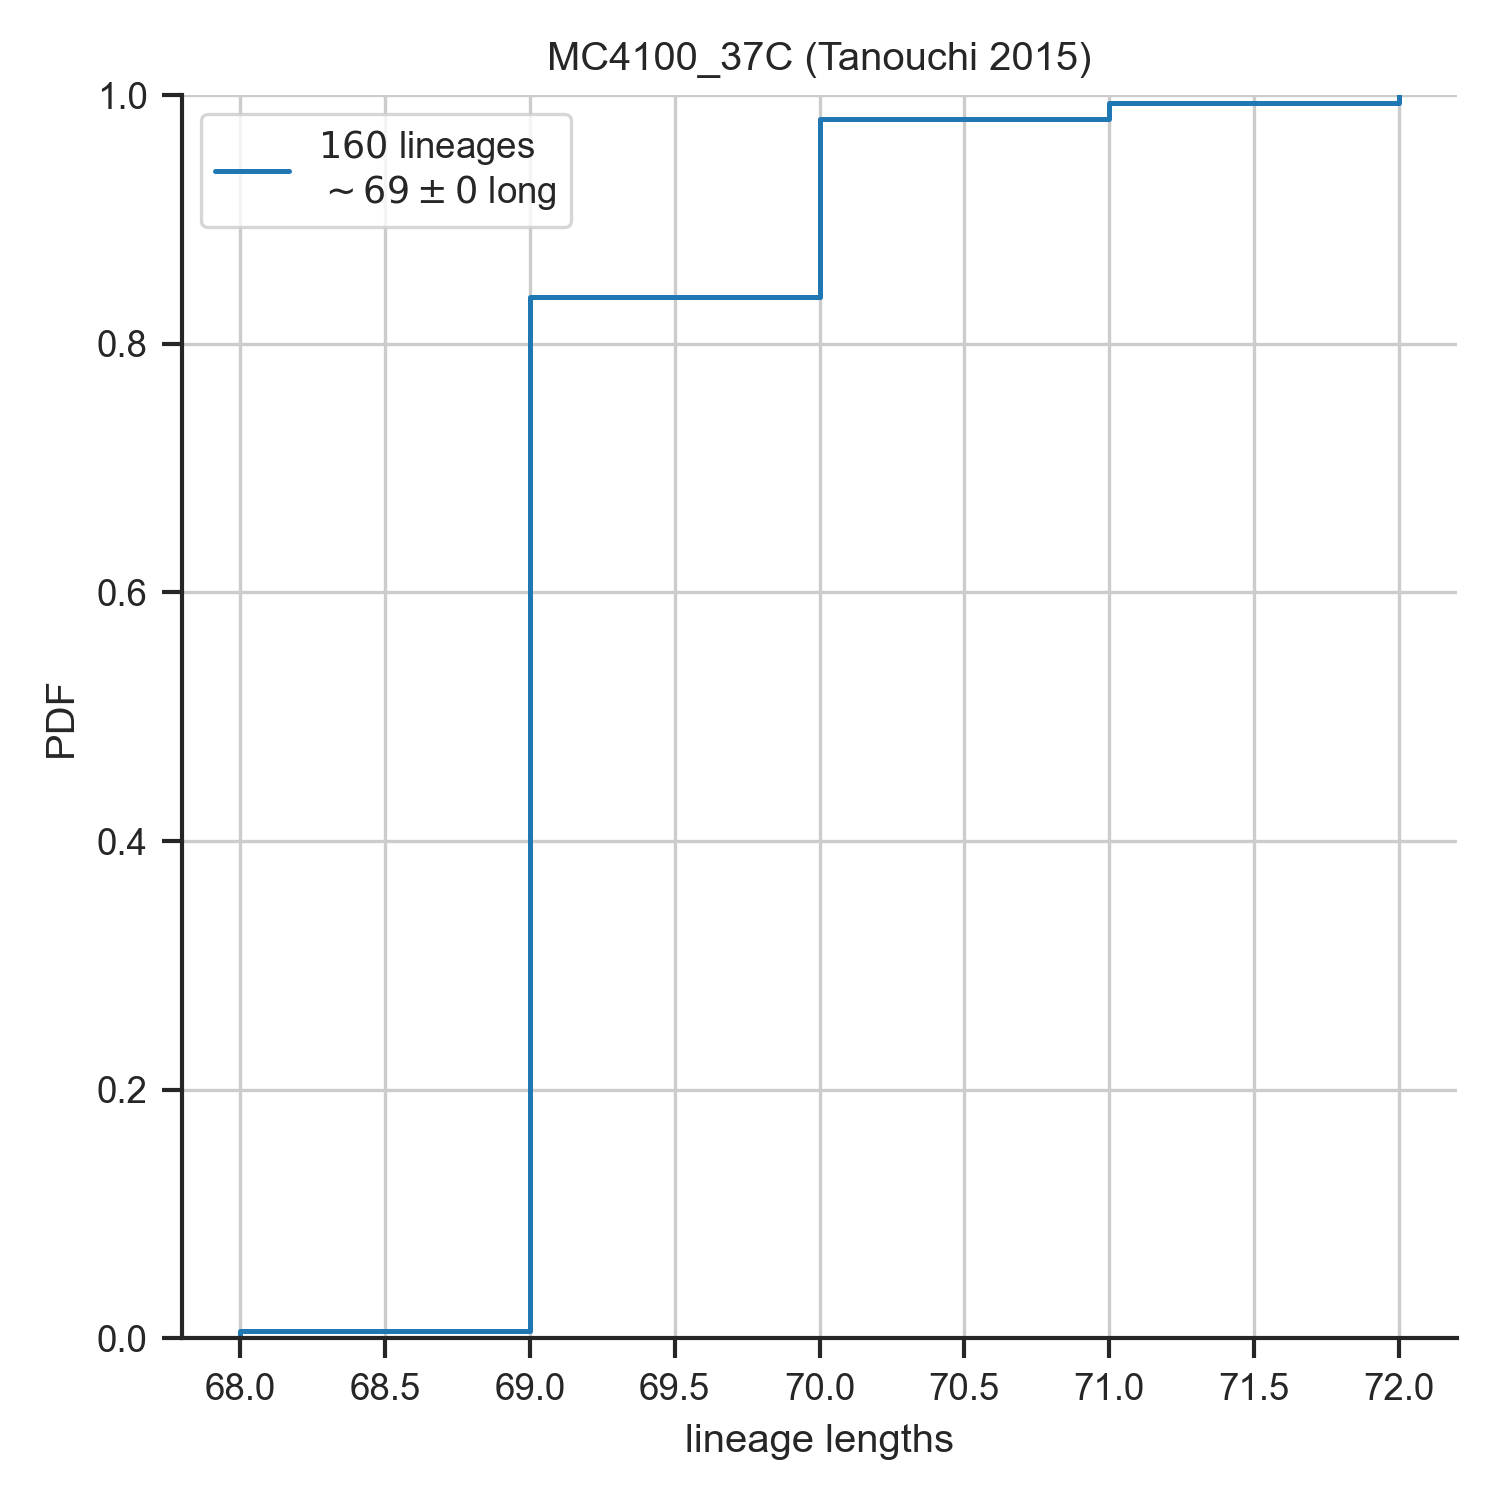 MC4100_37C (Tanouchi 2015)
160 lineages
~ 69 ± 0 long
PDF
1.0
0.8
0.6
0.4
0.2
0.0
68.0 68.5 69.0 69.5 70.0 70.5 71.0 71.5 72.0
lineage lengths